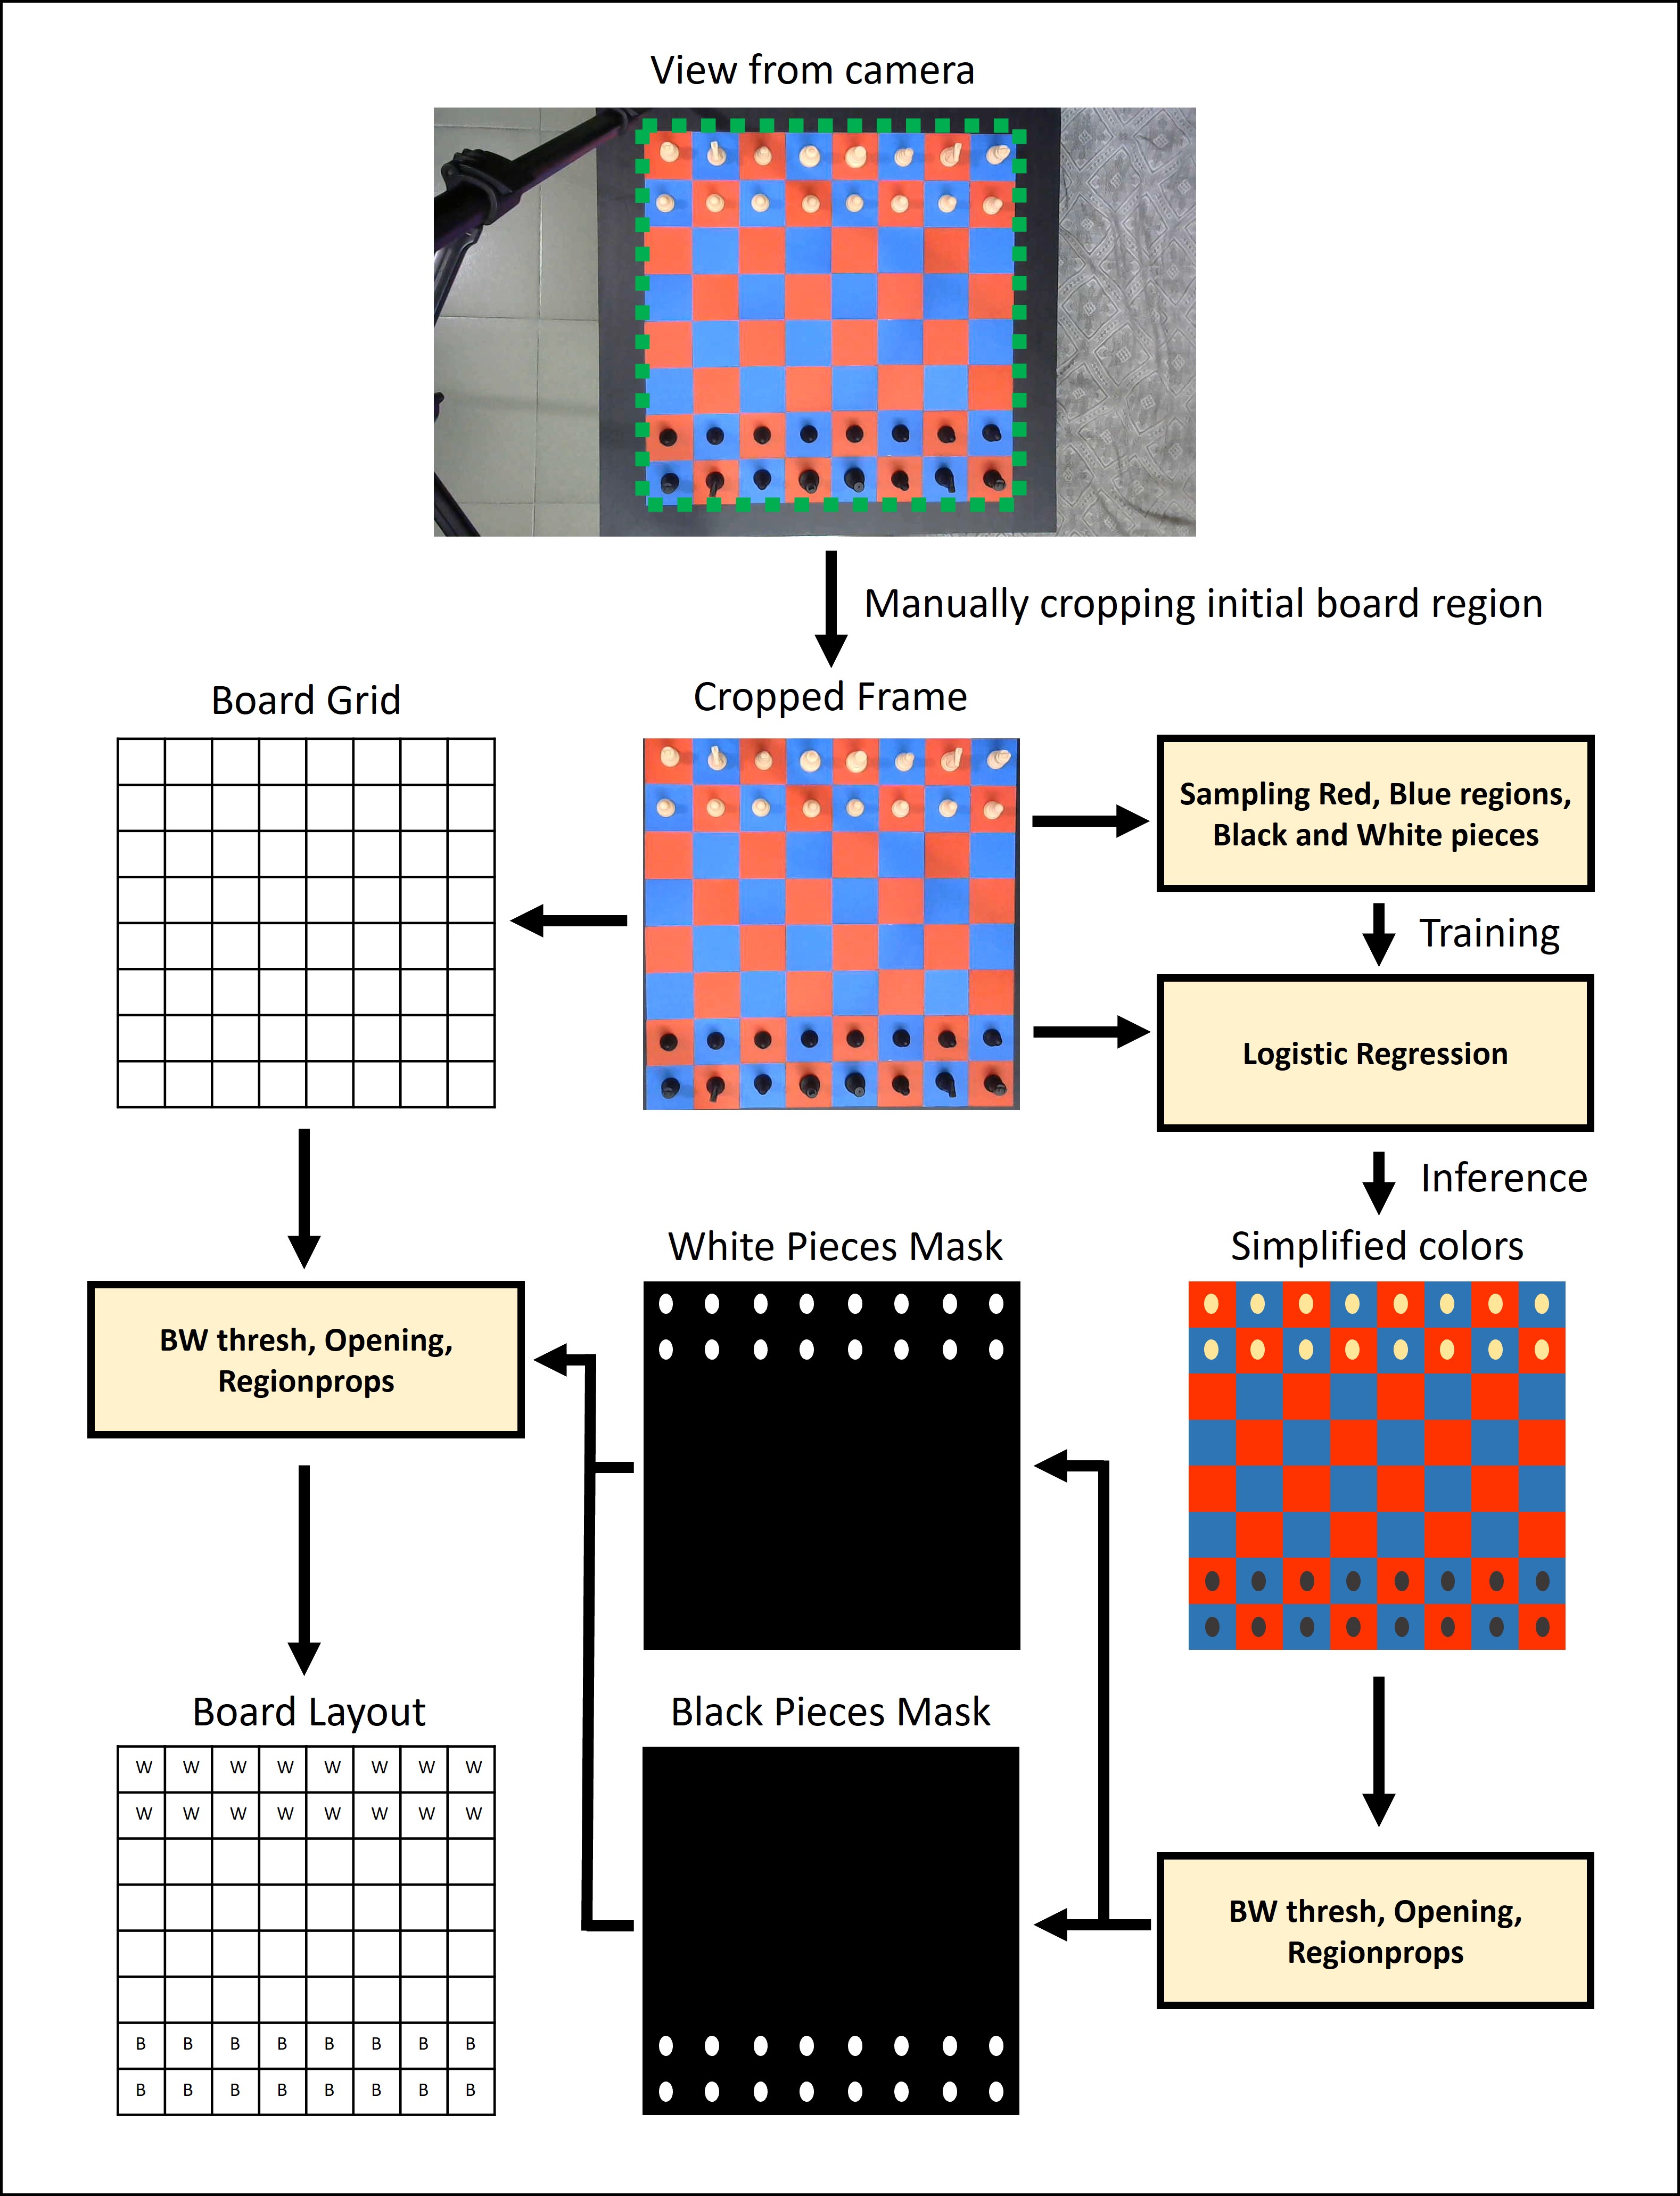 View from camera
Manually cropping initial board region
Board Grid
Cropped Frame
Sampling Red, Blue regions,
Black and White pieces
Training
Logistic Regression
Inference
White Pieces Mask
Simplified colors
BW thresh, Opening,
Regionprops
Board Layout
W W W W W W W W
W W W W W W W W
B B B B B B B B
B B B B B B B B
Black Pieces Mask
BW thresh, Opening,
Regionprops